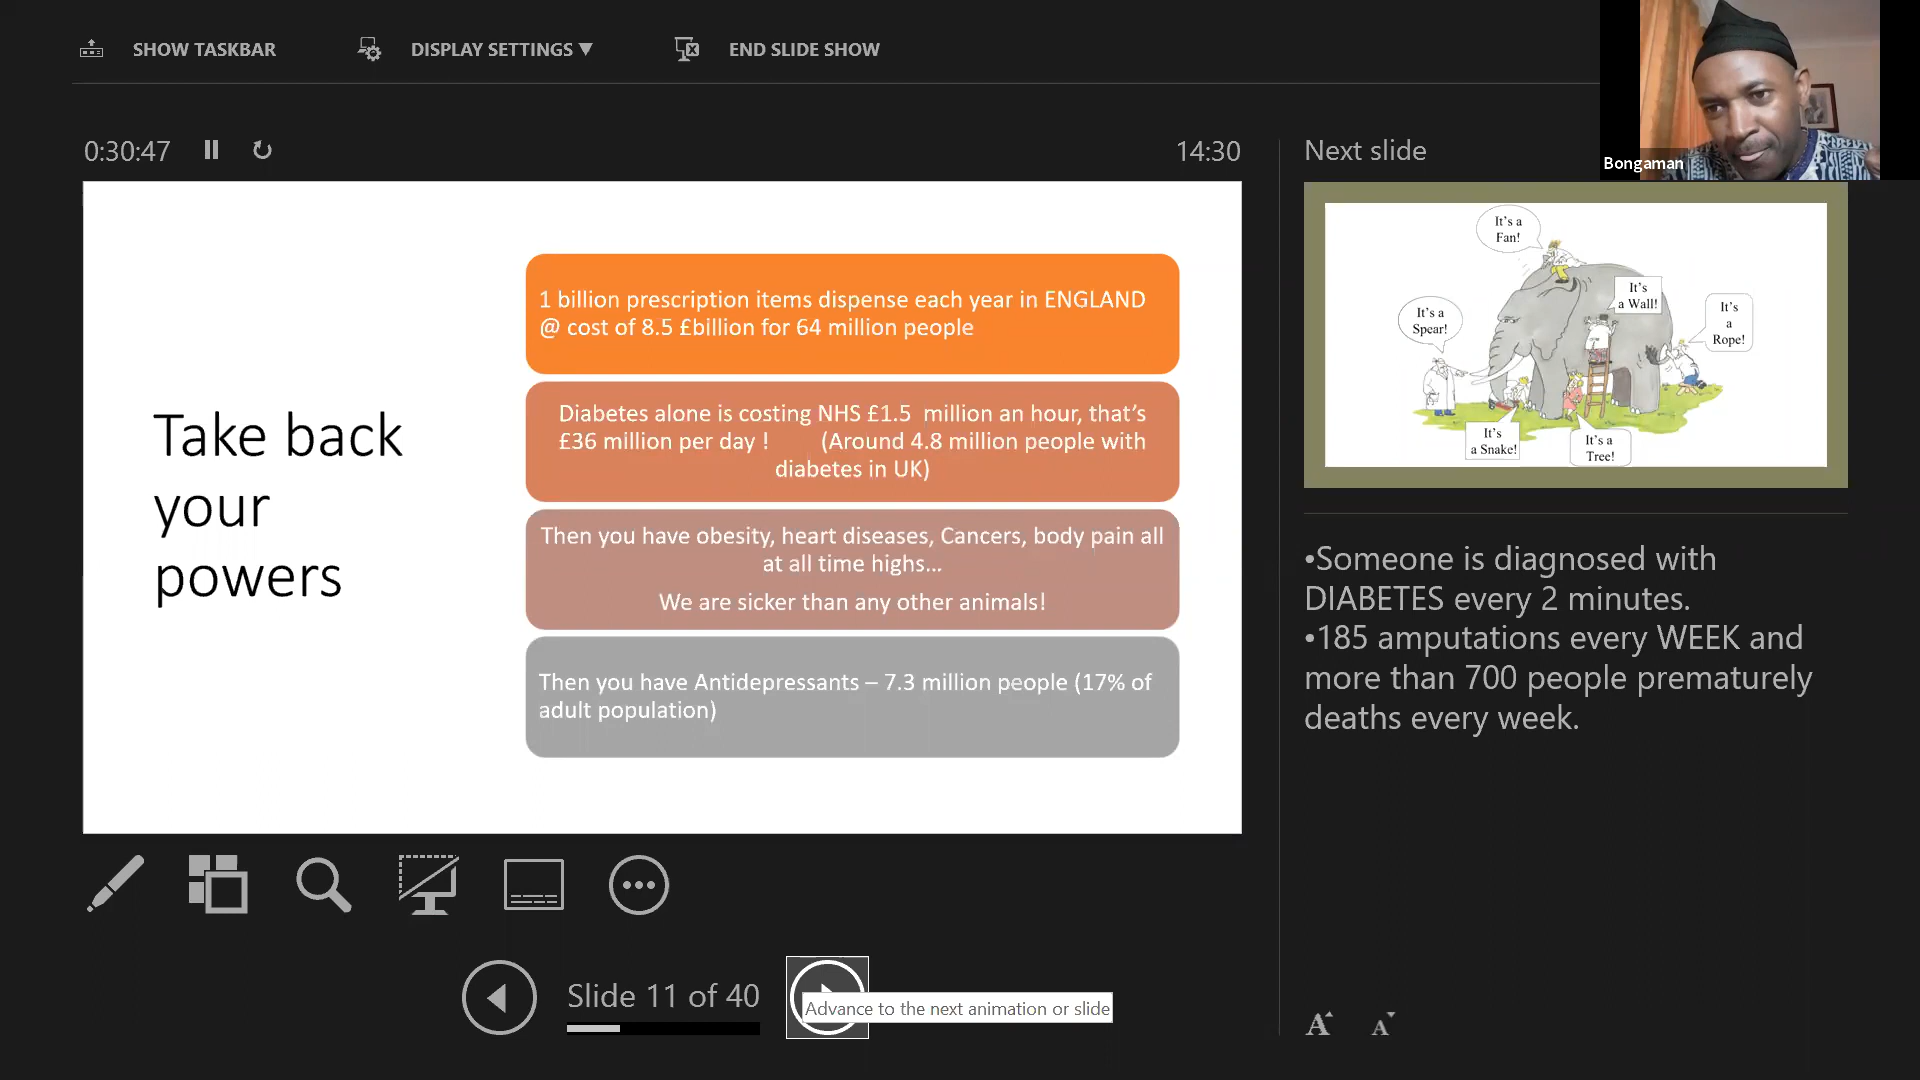 SHOW TASKBAR
DISPLAY SETTINGS ▼
END SLIDE SHOW
Bongaman
0:30:47
14:30
Next slide
Take back
your
powers
1 billion prescription items dispense each year in ENGLAND
@ cost of 8.5 £billion for 64 million people
Diabetes alone is costing NHS £1.5 million an hour, that's
£36 million per day ! (Around 4.8 million people with
diabetes in UK)
Then you have obesity, heart diseases, Cancers, body pain all
at all time highs...
We are sicker than any other animals!
Then you have Antidepressants – 7.3 million people (17% of
adult population)
It's a
Fan!
It's
a Wall!
It's a
Spear!
It's
a
Rope!
It's
a Snake!
It's a
Tree!
•Someone is diagnosed with
DIABETES every 2 minutes.
•185 amputations every WEEK and
more than 700 people prematurely
deaths every week.
Slide 11 of 40
Advance to the next animation or slide
A A